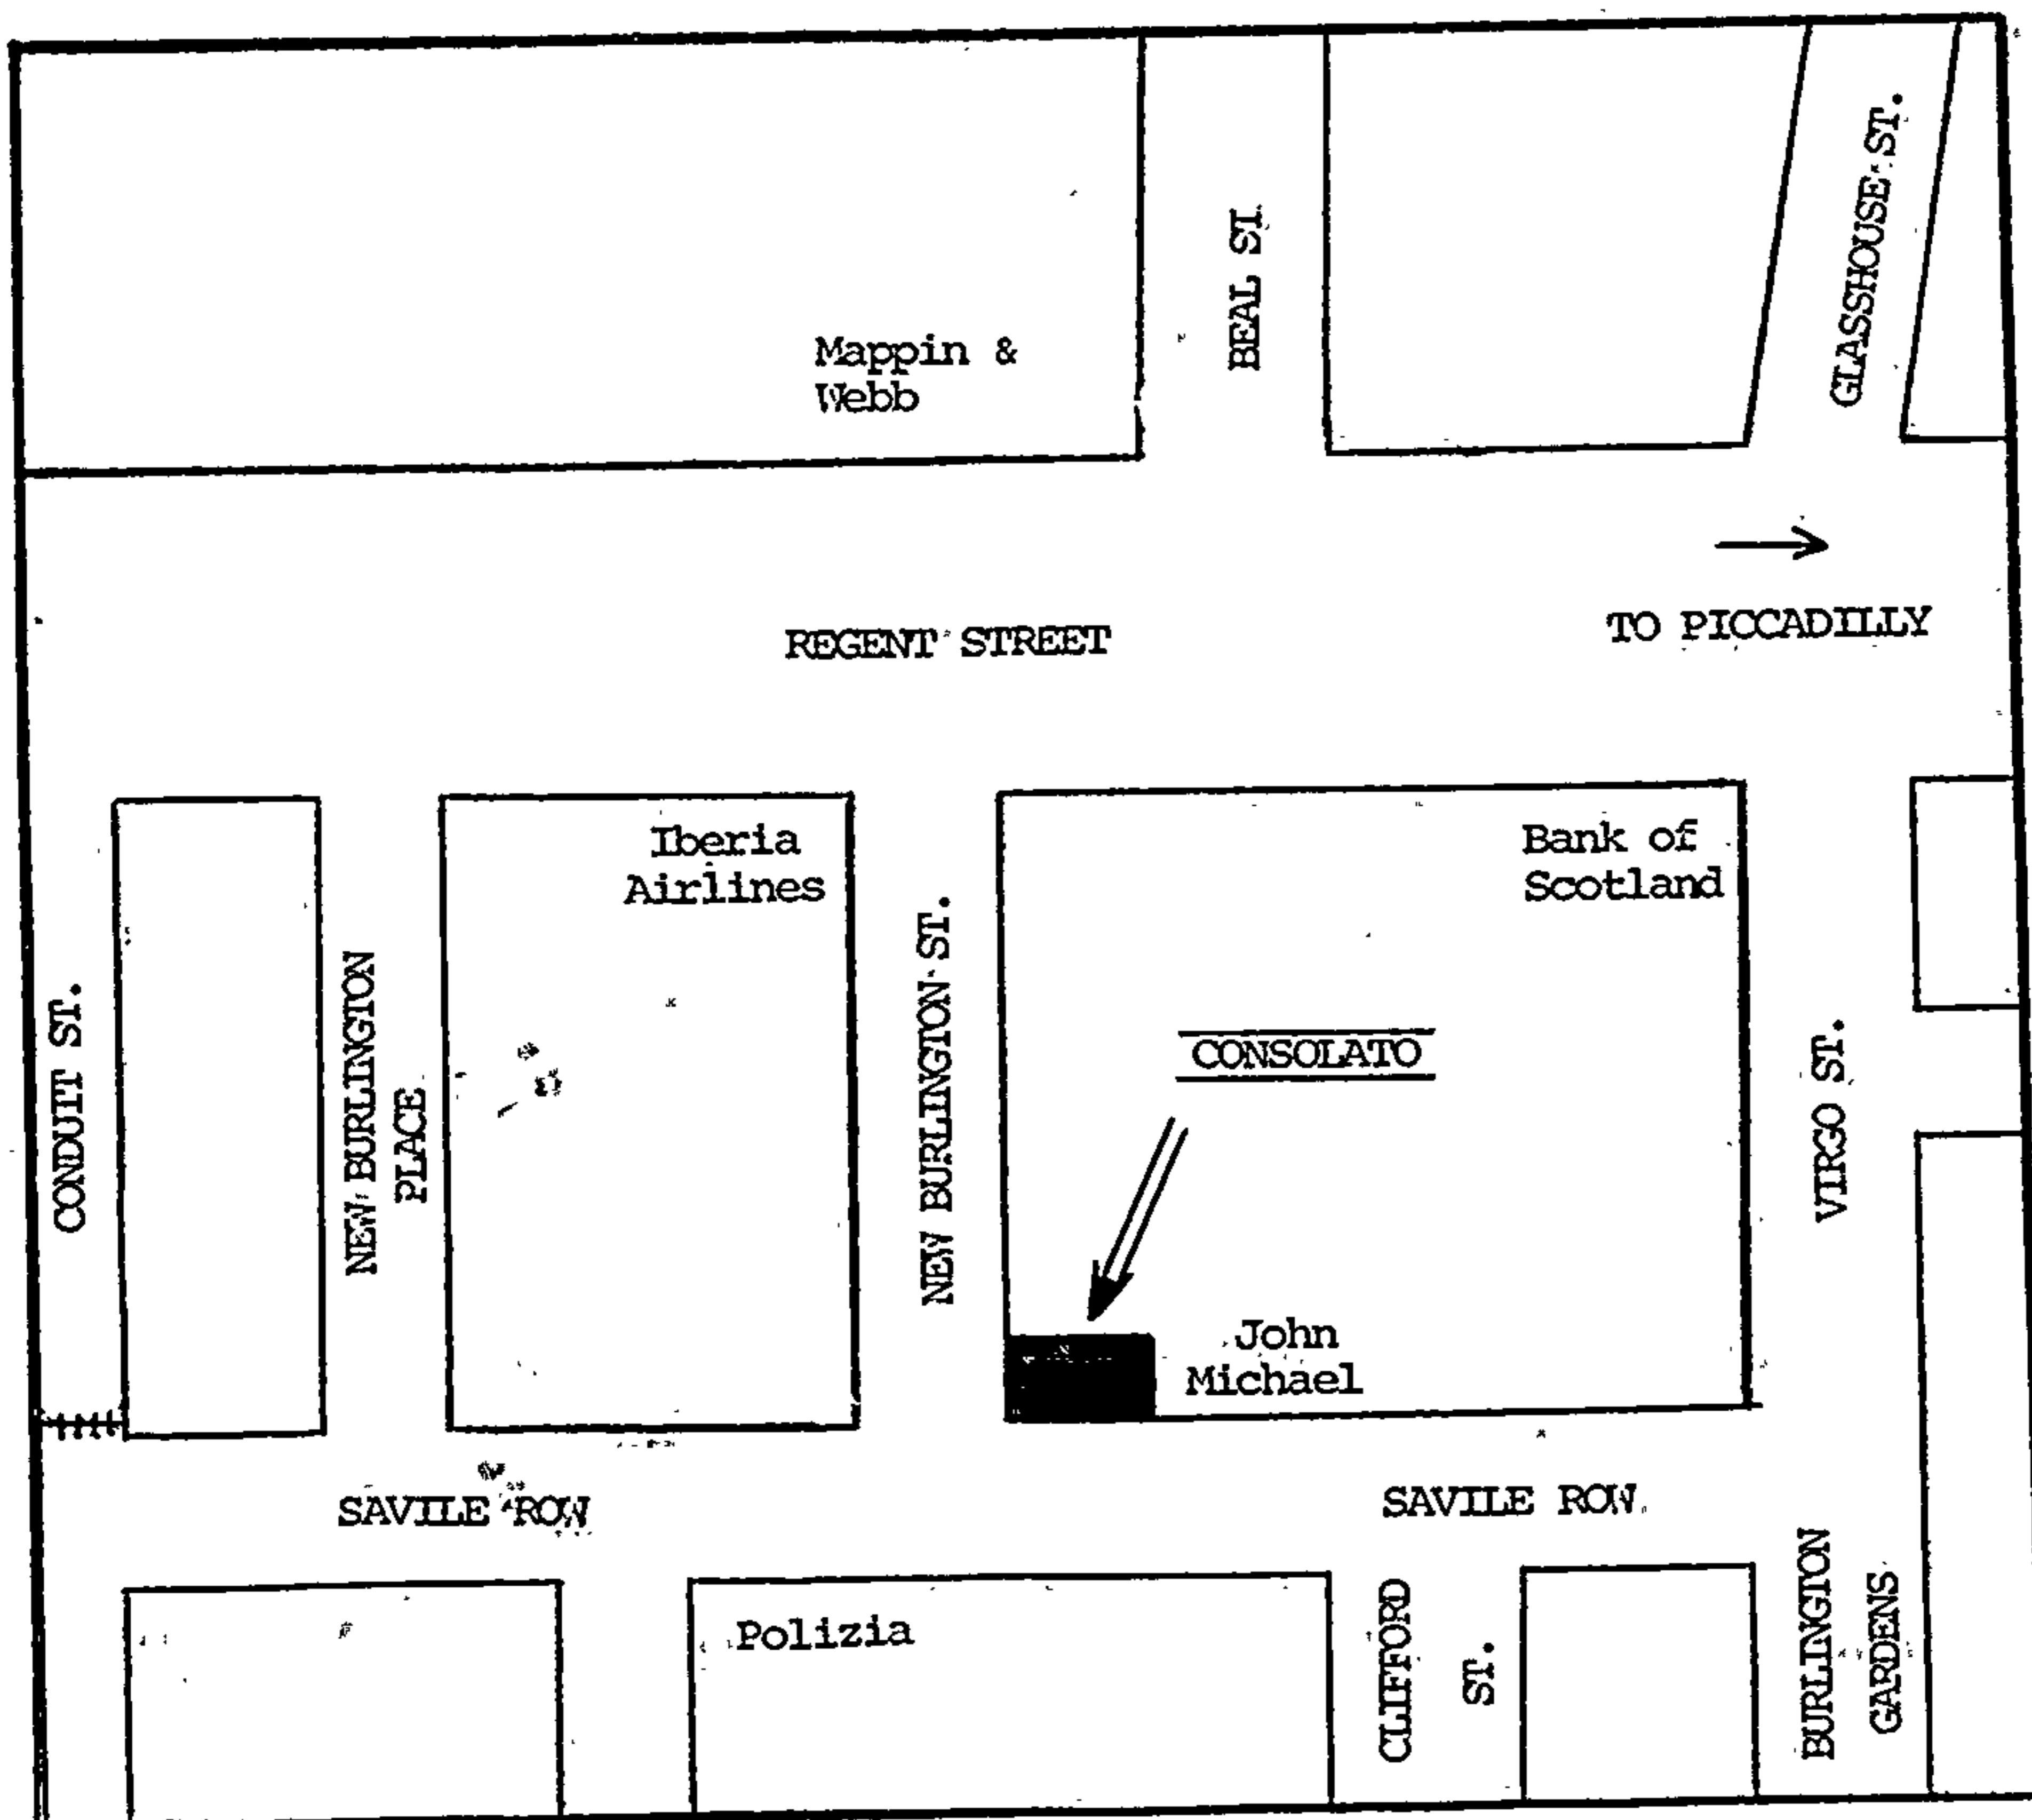 GLASSHOUSE ST.
BEAL ST.
Mappin &
Webb
TO PICCADILLY
REGENT STREET
Iberia
Airlines
Bank of
Scotland
CONDUIT ST.
NEW BURLINGTON
PLACE
NEW BURLINGTON ST.
CONSOLATO
VIRGO ST.
John
Michael
SAVILE ROW
SAVILE ROW
Polizia
CLIFFORD
ST.
BURLINGTON
GARDENS